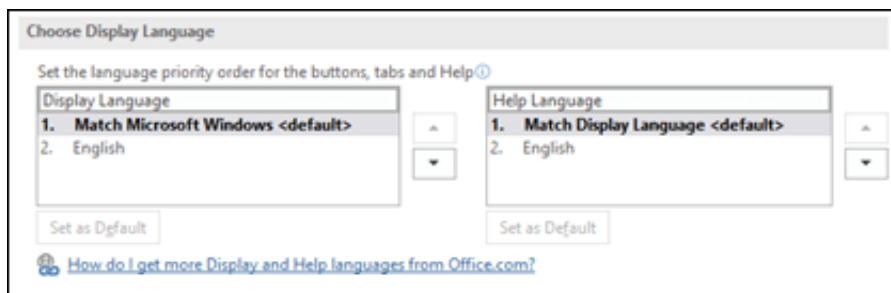 Choose Display Language
Set the language priority order for the buttons, tabs and Help
Display Language
1. Match Microsoft Windows <default>
2. English
Set as Default
Help Language
1. Match Display Language <default>
2. English
Set as Default
How do I get more Display and Help languages from Office.com?